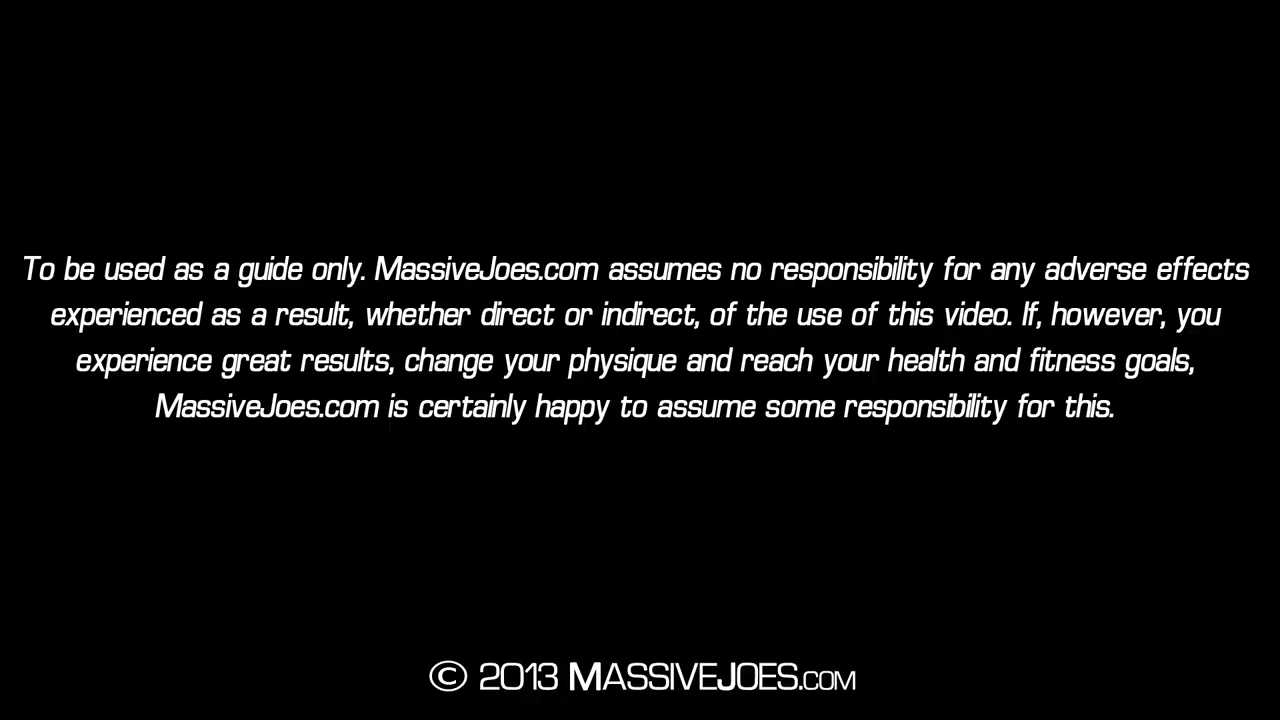 To be used as a guide only. MassiveJoes.com assumes no responsibility for any adverse effects
experienced as a result, whether direct or indirect, of the use of this video. If, however, you
experience great results, change your physique and reach your health and fitness goals,
MassiveJoes.com is certainly happy to assume some responsibility for this.
© 2013 MASSIVEJOES.COM